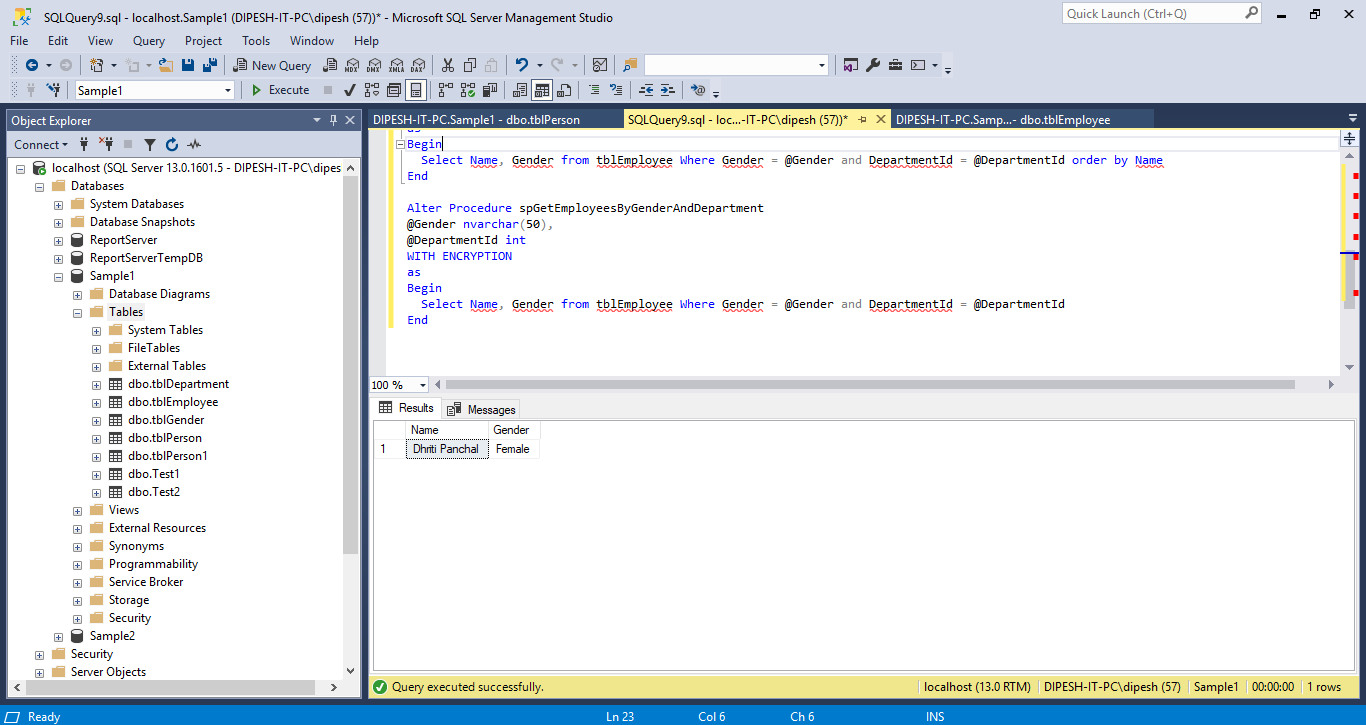 SQLQuery9.sql - localhost.Sample1 (DIPESH-IT-PC\dipesh (57))* - Microsoft SQL Server Management Studio
Quick Launch (Ctrl+Q)
File Edit View Query Project Tools Window Help
New Query
MDX DMX XMLA DAX
Sample1
Execute
Object Explorer
Connect
localhost (SQL Server 13.0.1601.5 - DIPESH-IT-PC\dipes
Databases
System Databases
Database Snapshots
ReportServer
ReportServerTempDB
Sample1
Database Diagrams
Tables
System Tables
FileTables
External Tables
dbo.tblDepartment
dbo.tblEmployee
dbo.tblGender
dbo.tblPerson
dbo.tblPerson1
dbo.Test1
dbo.Test2
Views
External Resources
Synonyms
Programmability
Service Broker
Storage
Security
Sample2
Security
Server Objects
DIPESH-IT-PC.Sample1 - dbo.tblPerson
SQLQuery9.sql - loc...-IT-PC\dipesh (57))*
DIPESH-IT-PC.Samp...- dbo.tblEmployee
as
Begin
Select Name, Gender from tblEmployee Where Gender = @Gender and DepartmentId = @DepartmentId order by Name
End
Alter Procedure spGetEmployeesByGenderAndDepartment
@Gender nvarchar(50),
@DepartmentId int
WITH ENCRYPTION
as
Begin
Select Name, Gender from tblEmployee Where Gender = @Gender and DepartmentId = @DepartmentId
End
100 %
Results Messages
Name Gender
1 Dhriti Panchal Female
Query executed successfully.
localhost (13.0 RTM) DIPESH-IT-PC\dipesh (57) Sample1 00:00:00 1 rows
Ready Ln 23 Col 6 Ch 6 INS